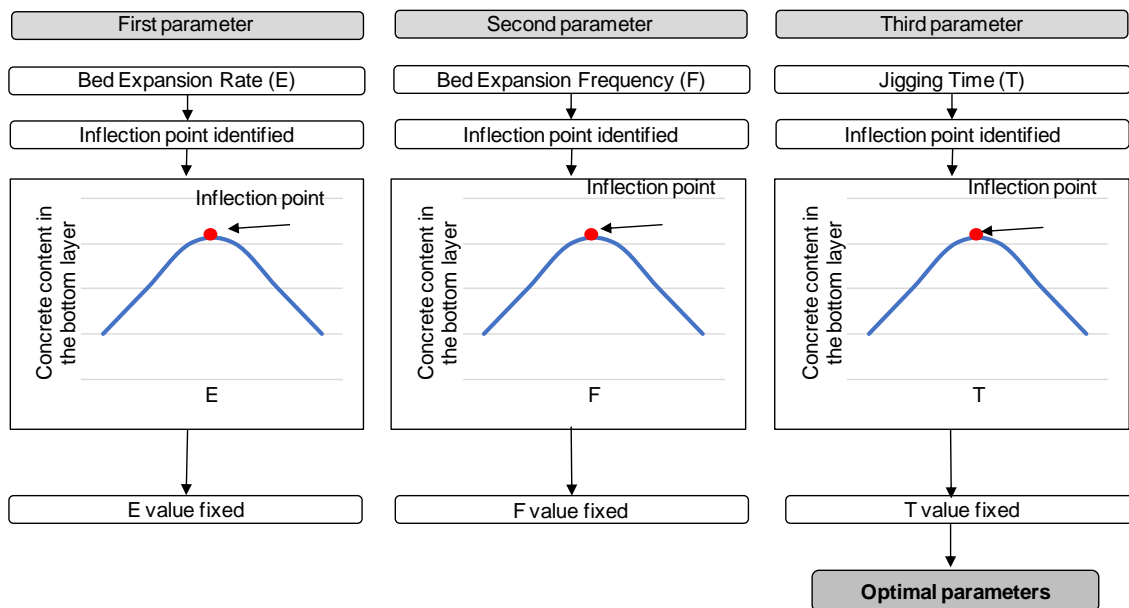 First parameter
Second parameter
Third parameter
Bed Expansion Rate (E)
Bed Expansion Frequency (F)
Jigging Time (T)
Inflection point identified
Inflection point identified
Inflection point identified
Inflection point
Concrete content in
the bottom layer
E
Inflection point
Concrete content in
the bottom layer
F
Inflection point
Concrete content in
the bottom layer
T
E value fixed
F value fixed
T value fixed
Optimal parameters